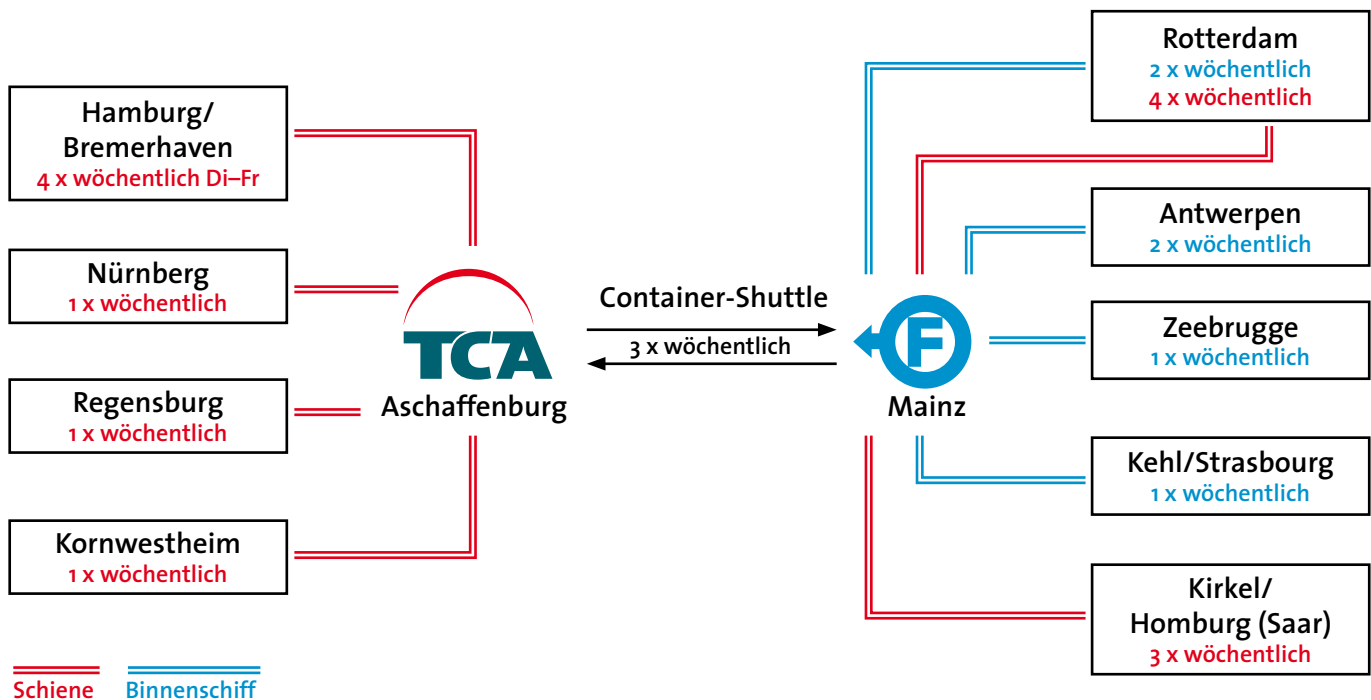 Hamburg/
Bremerhaven
4 x wöchentlich Di–Fr
Nürnberg
1 x wöchentlich
Regensburg
1 x wöchentlich
Kornwestheim
1 x wöchentlich
TCA
Aschaffenburg
Container-Shuttle
3 x wöchentlich
F
Mainz
Rotterdam
2 x wöchentlich
4 x wöchentlich
Antwerpen
2 x wöchentlich
Zeebrugge
1 x wöchentlich
Kehl/Strasbourg
1 x wöchentlich
Kirkel/
Homburg (Saar)
3 x wöchentlich
Schiene Binnenschiff